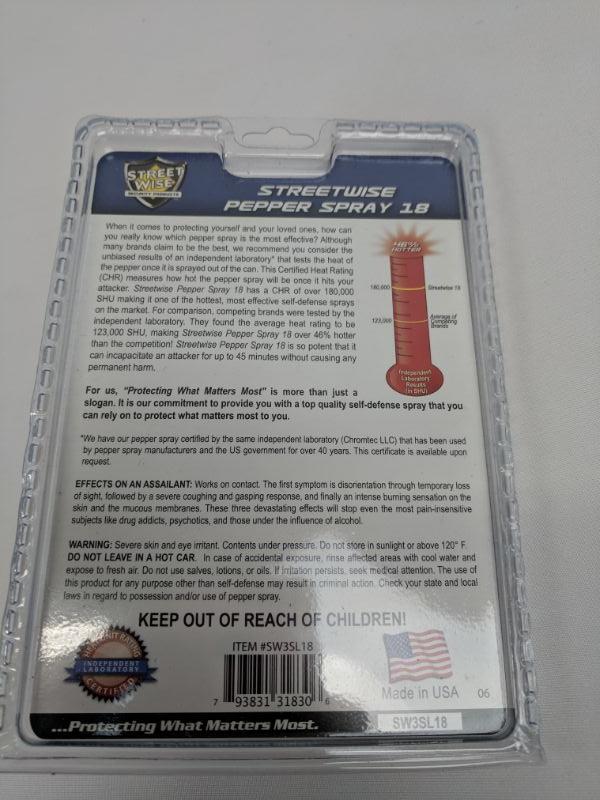 STREET
WISE
SECURITY PRODUCTS
STREETWISE
PEPPER SPRAY 18
When it comes to protecting yourself and your loved ones, how can
you really know which pepper spray is the most effective? Although
many brands claim to be the best, we recommend you consider the
unbiased results of an independent laboratory* that tests the heat of
the pepper once it is sprayed out of the can. This Certified Heat Rating
(CHR) measures how hot the pepper spray will be once it hits your
attacker. Streetwise Pepper Spray 18 has a CHR of over 180,000
SHU making it one of the hottest, most effective self-defense sprays
on the market. For comparison, competing brands were tested by the
independent laboratory. They found the average heat rating to be
123,000 SHU, making Streetwise Pepper Spray 18 over 46% hotter
than the competition! Streetwise Pepper Spray 18 is so potent that it
can incapacitate an attacker for up to 45 minutes without causing any
permanent harm.
46%
HOTTER
180,000
Streetwise 18
123,000
Average of
Competing
Brands
Independent
Laboratory
Results
(in SHU)
For us, "Protecting What Matters Most" is more than just a
slogan. It is our commitment to provide you with a top quality self-defense spray that you
can rely on to protect what matters most to you.
*We have our pepper spray certified by the same independent laboratory (Chromtec LLC) that has been used
by pepper spray manufacturers and the US government for over 40 years. This certificate is available upon
request.
EFFECTS ON AN ASSAILANT: Works on contact. The first symptom is disorientation through temporary loss
of sight, followed by a severe coughing and gasping response, and finally an intense burning sensation on the
skin and the mucous membranes. These three devastating effects will stop even the most pain-insensitive
subjects like drug addicts, psychotics, and those under the influence of alcohol.
WARNING: Severe skin and eye irritant. Contents under pressure. Do not store in sunlight or above 120° F.
DO NOT LEAVE IN A HOT CAR. In case of accidental exposure, rinse affected areas with cool water and
expose to fresh air. Do not use salves, lotions, or oils. If irritation persists, seek medical attention. The use of
this product for any purpose other than self-defense may result in criminal action. Check your state and local
laws in regard to possession and/or use of pepper spray.
KEEP OUT OF REACH OF CHILDREN!
INDEPENDENT
LABORATORY
CERTIFIED
ITEM #SW3SL18
7 93831 31830 6
Made in USA
06
...Protecting What Matters Most.
SW3SL18